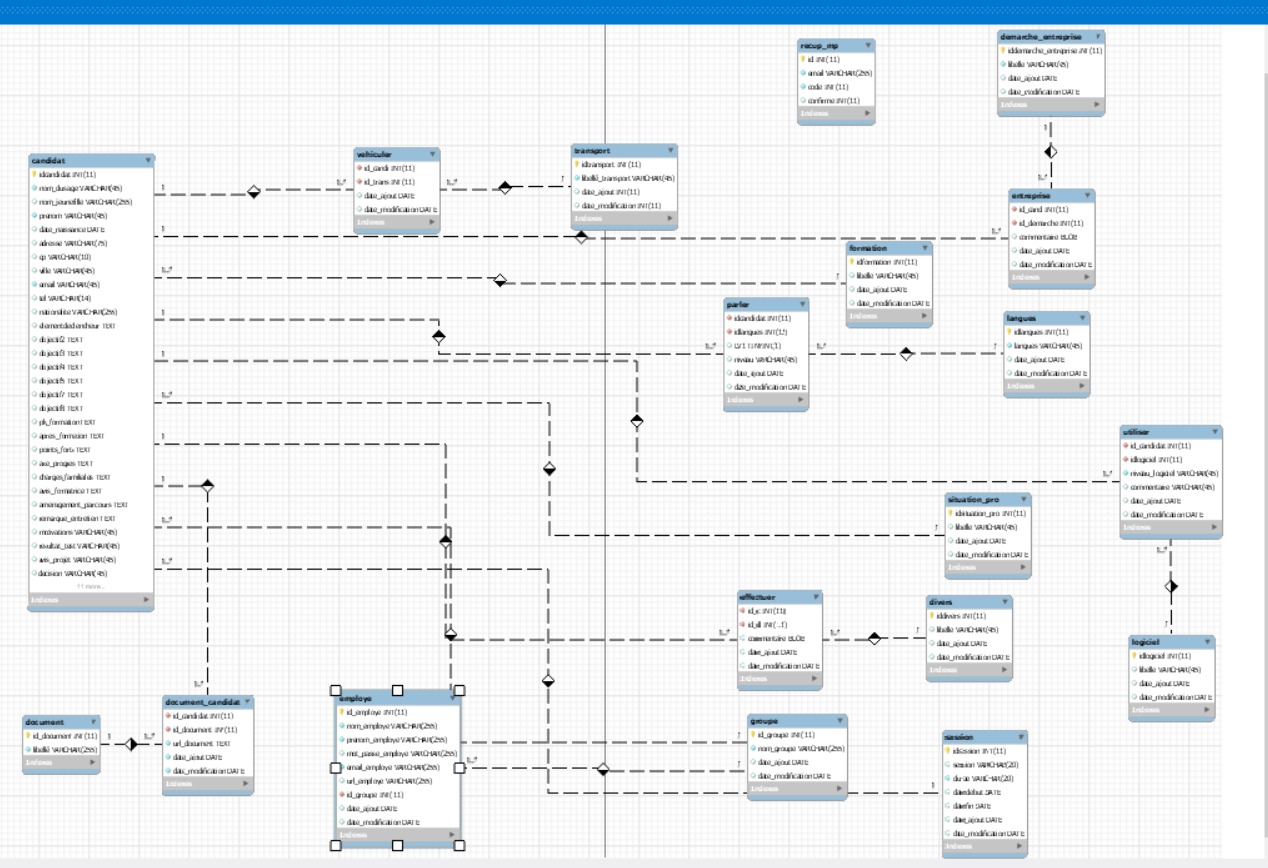 recup_mp
id INT(11)
email VARCHAR(255)
code INT(11)
confirme INT(11)
Indexes
demarche_entreprise
iddemarche_entreprise INT(11)
libelle VARCHAR(45)
date_ajout DATE
date_modification DATE
Indexes
candidat
idcandidat INT(11)
nom_dusage VARCHAR(45)
nom_jeunefille VARCHAR(255)
prenom VARCHAR(45)
date_naissance DATE
adresse VARCHAR(75)
cp VARCHAR(10)
ville VARCHAR(45)
email VARCHAR(45)
tel VARCHAR(14)
nationalite VARCHAR(255)
TEXT
objectif2 TEXT
objectif3 TEXT
objectif4 TEXT
objectif5 TEXT
objectif7 TEXT
TEXT
TEXT
apres_formation TEXT
points_forts TEXT
axe_progres TEXT
charges_familiales TEXT
avis_formatrice TEXT
amenagement_parcours TEXT
remarque_entretien TEXT
VARCHAR(45)
resultat_test VARCHAR(45)
avis_projet VARCHAR(45)
decision VARCHAR(45)
11 more...
Indexes
vehiculer
id_candi INT(11)
id_trans INT(11)
date_ajout DATE
date_modification DATE
Indexes
transport
idtransport INT(11)
libellé_transport VARCHAR(45)
date_ajout INT(11)
date_modification INT(11)
Indexes
entreprise
id_cand INT(11)
id_demarche INT(11)
commentaire BLOB
date_ajout DATE
date_modification DATE
Indexes
formation
idformation INT(11)
libelle VARCHAR(45)
date_ajout DATE
date_modification DATE
Indexes
parler
idcandidat INT(11)
idlangues INT(11)
LV1 TINYINT(1)
niveau VARCHAR(45)
date_ajout DATE
date_modification DATE
Indexes
langues
idlangues INT(11)
langues VARCHAR(45)
date_ajout DATE
date_modification DATE
Indexes
utiliser
id_candidat INT(11)
idlogiciel INT(11)
niveau_logiciel VARCHAR(45)
commentaire VARCHAR(45)
date_ajout DATE
date_modification DATE
Indexes
situation_pro
idsituation_pro INT(11)
libelle VARCHAR(45)
date_ajout DATE
date_modification DATE
Indexes
effectuer
id_c INT(11)
id_d
commentaire BLOB
date_ajout DATE
date_modification DATE
Indexes
divers
iddivers INT(11)
libelle VARCHAR(45)
date_ajout DATE
date_modification DATE
Indexes
logiciel
idlogiciel INT(11)
libelle VARCHAR(45)
date_ajout DATE
date_modification DATE
Indexes
document
id_document INT(11)
libellé VARCHAR(255)
Indexes
document_candidat
id_candidat INT(11)
id_document INT(11)
url_document TEXT
date_ajout DATE
date_modification DATE
Indexes
employe
id_employe INT(11)
nom_employe VARCHAR(255)
prenom_employe VARCHAR(255)
mot_passe_employe VARCHAR(255)
email_employe VARCHAR(255)
url_employe VARCHAR(255)
id_groupe INT(11)
date_ajout DATE
date_modification DATE
Indexes
groupe
id_groupe INT(11)
nom_groupe VARCHAR(255)
date_ajout DATE
date_modification DATE
Indexes
session
idsession INT(11)
session VARCHAR(20)
duree VARCHAR(20)
datedebut DATE
datefin DATE
date_ajout DATE
date_modification DATE
Indexes